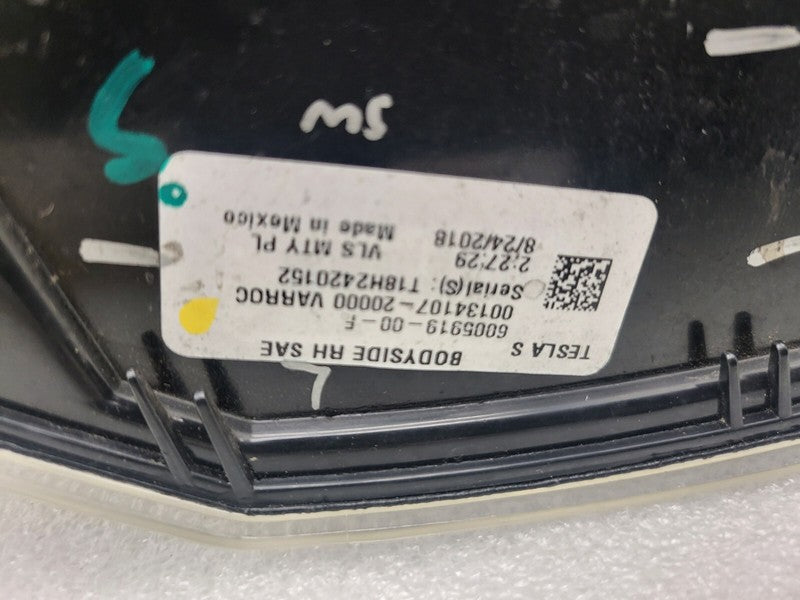 TESLA S BODYSIDE RH SAE
6005919-00-F
00134107-20000 VARROC
Serial(S): T18H2420152
2:27:29 VLS MTY PL
8/24/2018 Made in Mexico